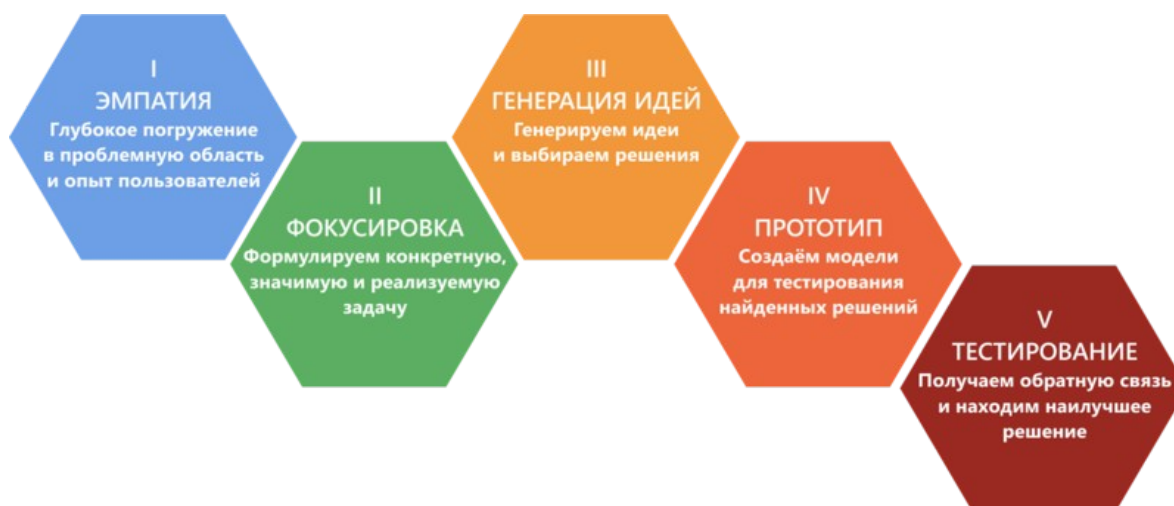 I
ЭМПАТИЯ
Глубокое погружение
в проблемную область
и опыт пользователей
II
ФОКУСИРОВКА
Формулируем конкретную,
значимую и реализуемую
задачу
III
ГЕНЕРАЦИЯ ИДЕЙ
Генерируем идеи
и выбираем решения
IV
ПРОТОТИП
Создаём модели
для тестирования
найденных решений
V
ТЕСТИРОВАНИЕ
Получаем обратную связь
и находим наилучшее
решение